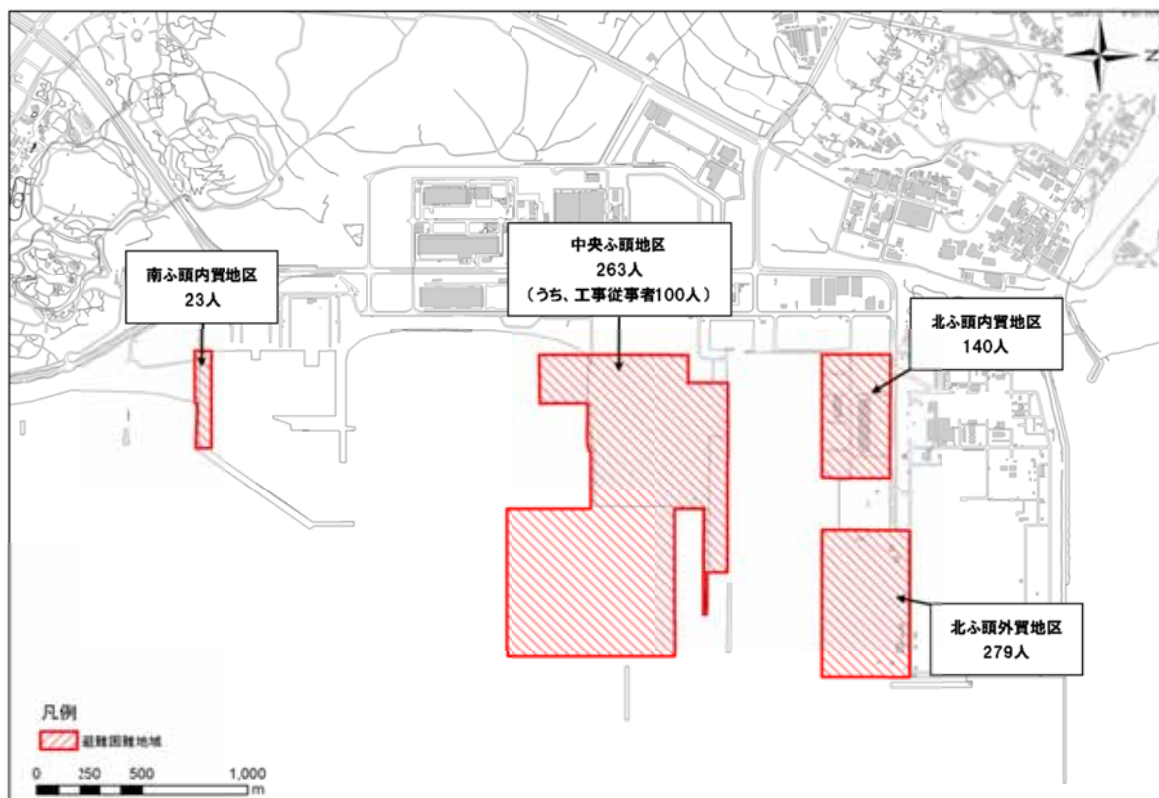 N
南ふ頭内貿地区
23人
中央ふ頭地区
263人
（うち、工事従事者100人）
北ふ頭内貿地区
140人
北ふ頭外貿地区
279人
凡例
避難困難地域
0 250 500 1,000
m